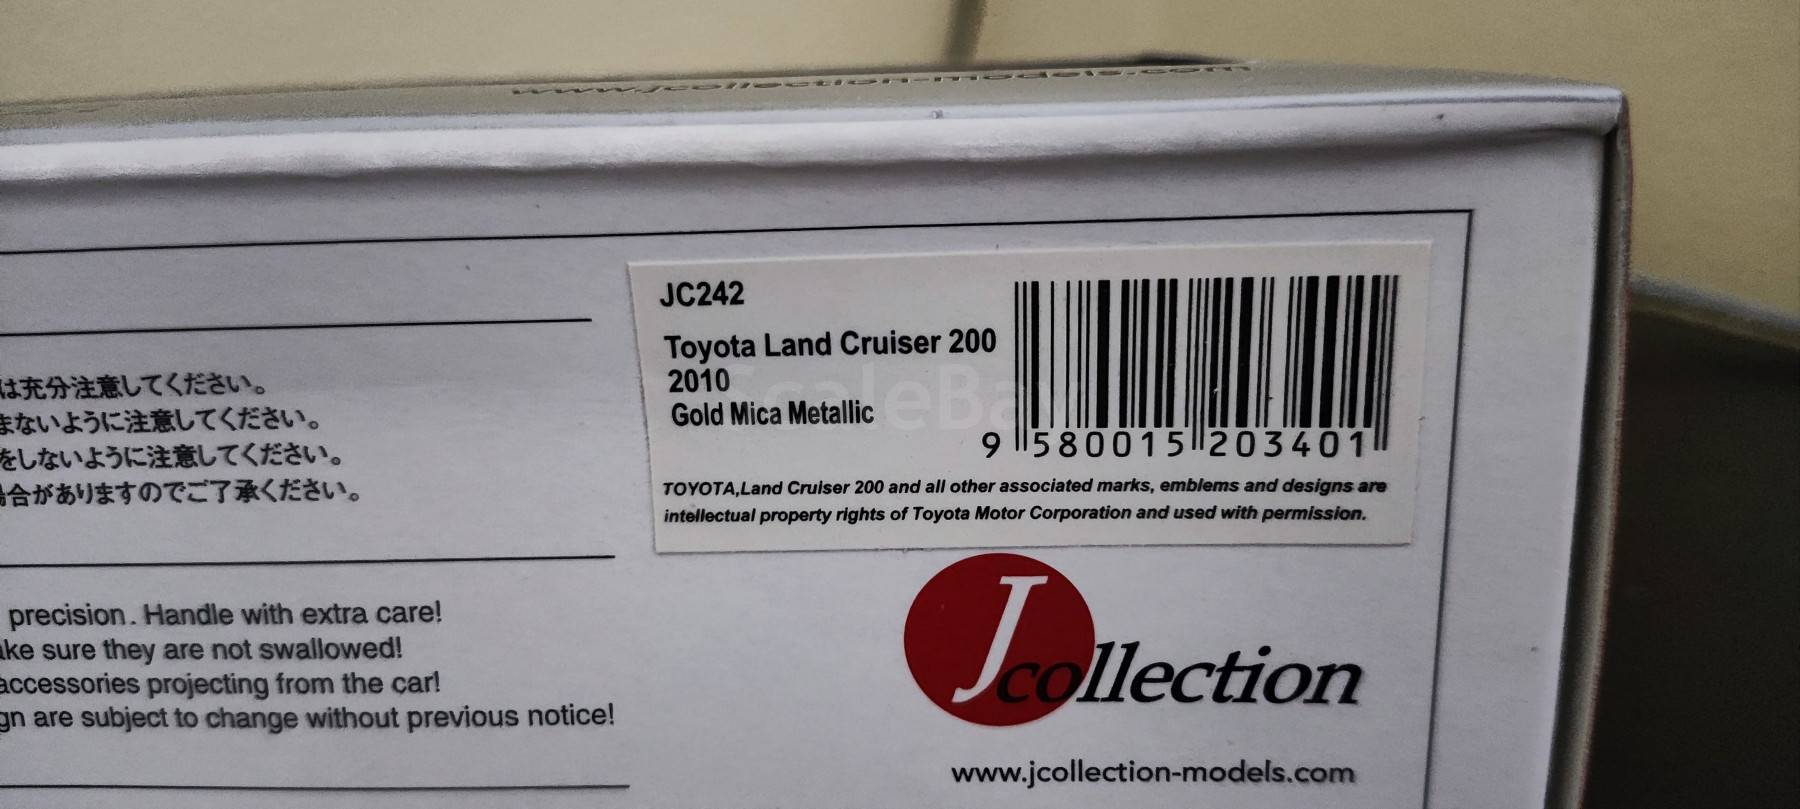 www.jcollection-models.com
JC242
Toyota Land Cruiser 200
2010
Gold Mica Metallic
9 580015 203401
TOYOTA,Land Cruiser 200 and all other associated marks, emblems and designs are
intellectual property rights of Toyota Motor Corporation and used with permission.
は充分注意してください。
まないように注意してください。
をしないように注意してください。
場合がありますのでご了承ください。
precision. Handle with extra care!
make sure they are not swallowed!
accessories projecting from the car!
are subject to change without previous notice!
Jcollection
www.jcollection-models.com
ScaleBay